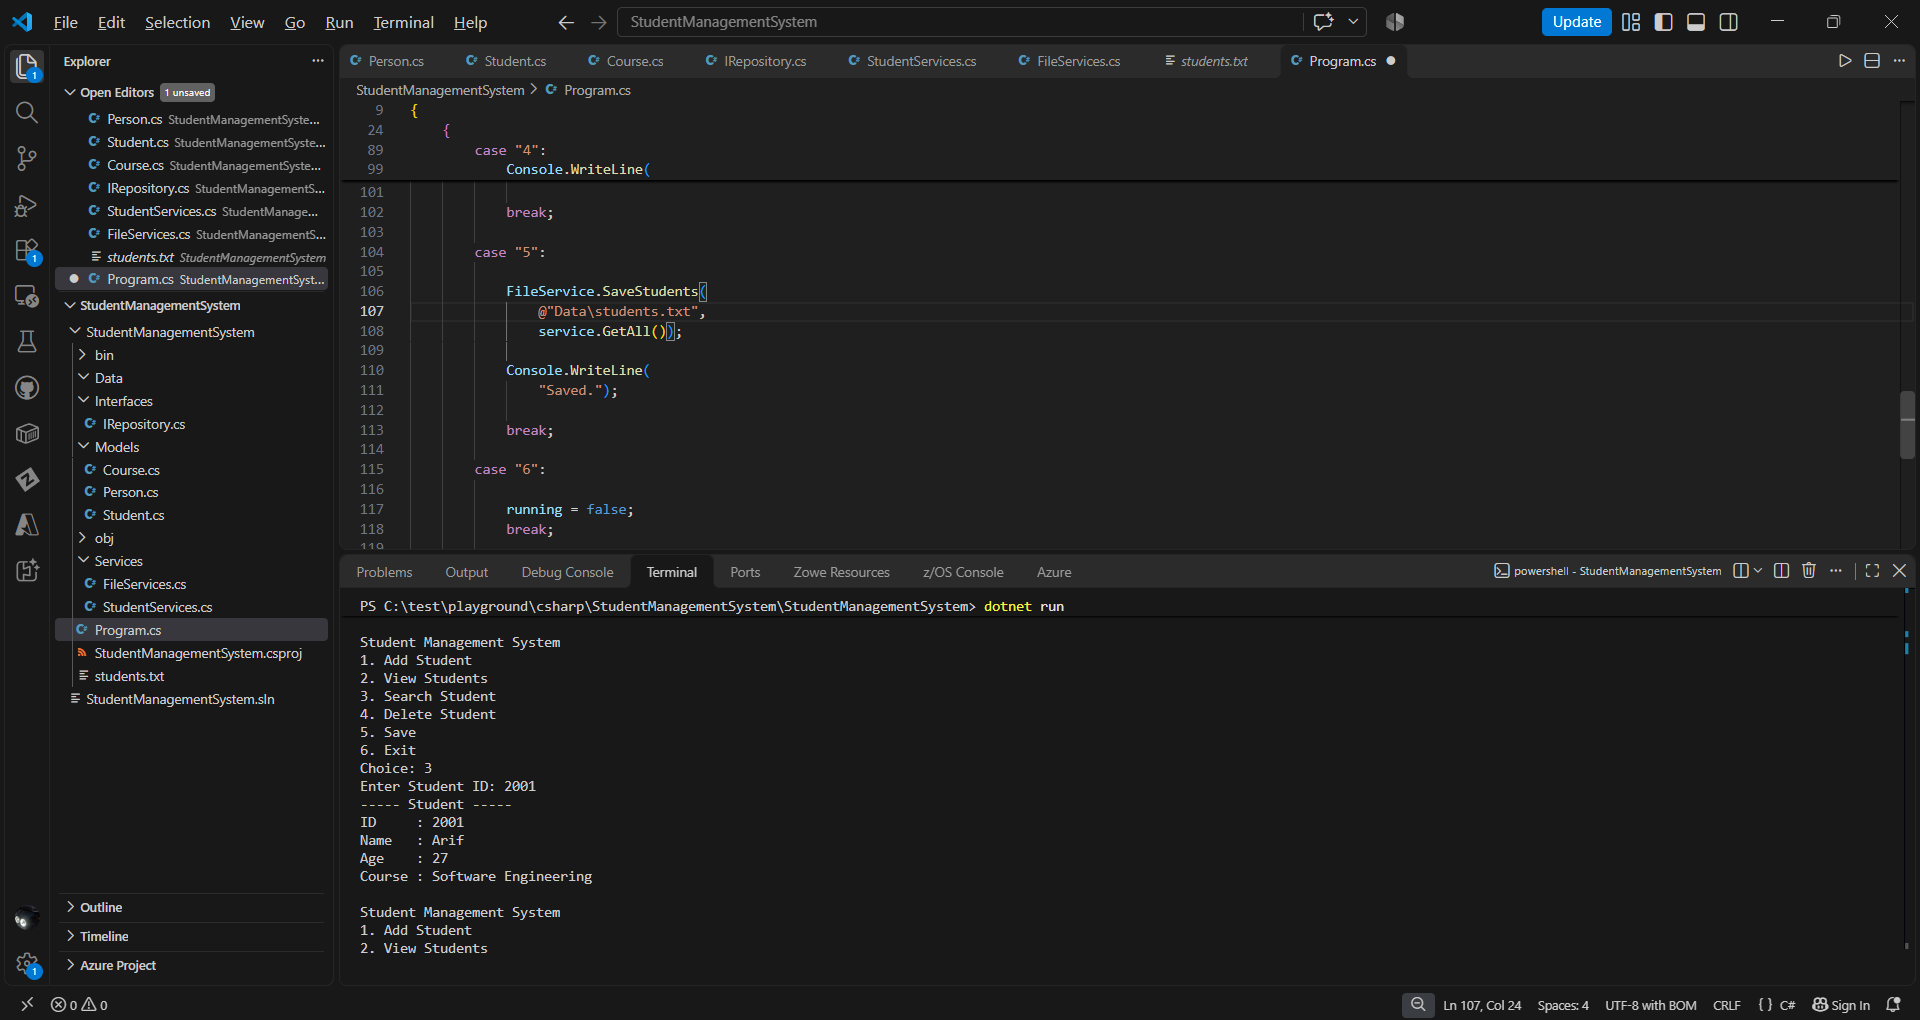 File Edit Selection View Go Run Terminal Help
StudentManagementSystem
Update
Explorer
Open Editors 1 unsaved
Person.cs StudentManagementSyste...
Student.cs StudentManagementSyste...
Course.cs StudentManagementSyste...
IRepository.cs StudentManagementS...
StudentServices.cs StudentManage...
FileServices.cs StudentManagementS...
students.txt StudentManagementSystem
Program.cs StudentManagementSyst...
StudentManagementSystem
StudentManagementSystem
bin
Data
Interfaces
IRepository.cs
Models
Course.cs
Person.cs
Student.cs
obj
Services
FileServices.cs
StudentServices.cs
Program.cs
StudentManagementSystem.csproj
students.txt
StudentManagementSystem.sln
Outline
Timeline
Azure Project
1
1
1
Person.cs Student.cs Course.cs IRepository.cs StudentServices.cs FileServices.cs students.txt Program.cs
StudentManagementSystem > Program.cs
9 {
24 {
89 case "4":
99 Console.WriteLine(
101
102 break;
103
104 case "5":
105
106 FileService.SaveStudents(
107 @"Data\students.txt",
108 service.GetAll());
109
110 Console.WriteLine(
111 "Saved.");
112
113 break;
114
115 case "6":
116
117 running = false;
118 break;
119
Problems Output Debug Console Terminal Ports Zowe Resources z/OS Console Azure
powershell - StudentManagementSystem
PS C:\test\playground\csharp\StudentManagementSystem\StudentManagementSystem> dotnet run
Student Management System
1. Add Student
2. View Students
3. Search Student
4. Delete Student
5. Save
6. Exit
Choice: 3
Enter Student ID: 2001
----- Student -----
ID : 2001
Name : Arif
Age : 27
Course : Software Engineering
Student Management System
1. Add Student
2. View Students
0 0
Ln 107, Col 24 Spaces: 4 UTF-8 with BOM CRLF { } C# Sign In